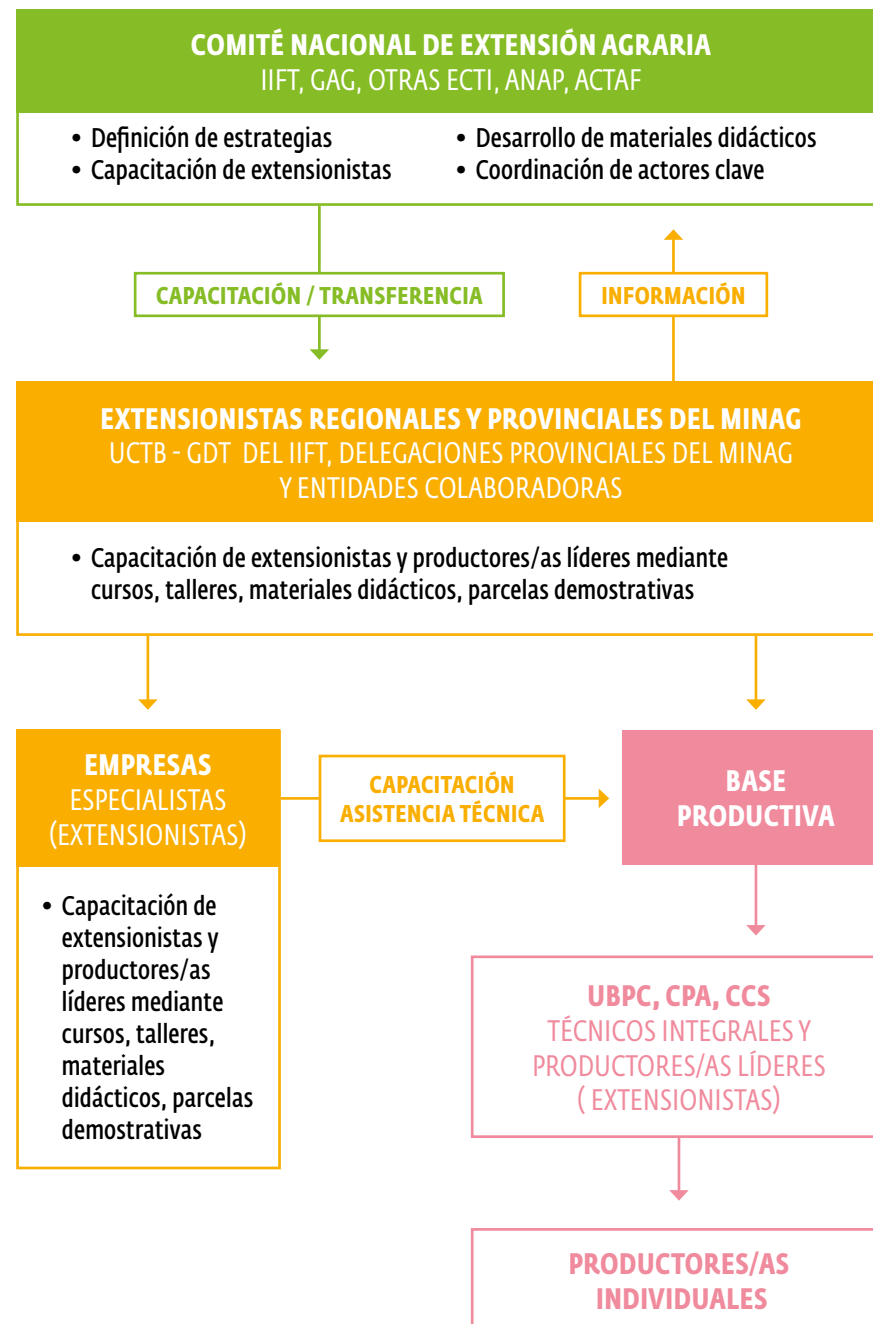 COMITÉ NACIONAL DE EXTENSIÓN AGRARIA
IIFT, GAG, OTRAS ECTI, ANAP, ACTAF
• Definición de estrategias
• Capacitación de extensionistas
• Desarrollo de materiales didácticos
• Coordinación de actores clave
CAPACITACIÓN / TRANSFERENCIA
INFORMACIÓN
EXTENSIONISTAS REGIONALES Y PROVINCIALES DEL MINAG
UCTB - GDT DEL IIFT, DELEGACIONES PROVINCIALES DEL MINAG
Y ENTIDADES COLABORADORAS
• Capacitación de extensionistas y productores/as líderes mediante
cursos, talleres, materiales didácticos, parcelas demostrativas
EMPRESAS
ESPECIALISTAS
(EXTENSIONISTAS)
• Capacitación de
extensionistas y
productores/as
líderes mediante
cursos, talleres,
materiales
didácticos, parcelas
demostrativas
CAPACITACIÓN
ASISTENCIA TÉCNICA
BASE
PRODUCTIVA
UBPC, CPA, CCS
TÉCNICOS INTEGRALES Y
PRODUCTORES/AS LÍDERES
( EXTENSIONISTAS)
PRODUCTORES/AS
INDIVIDUALES